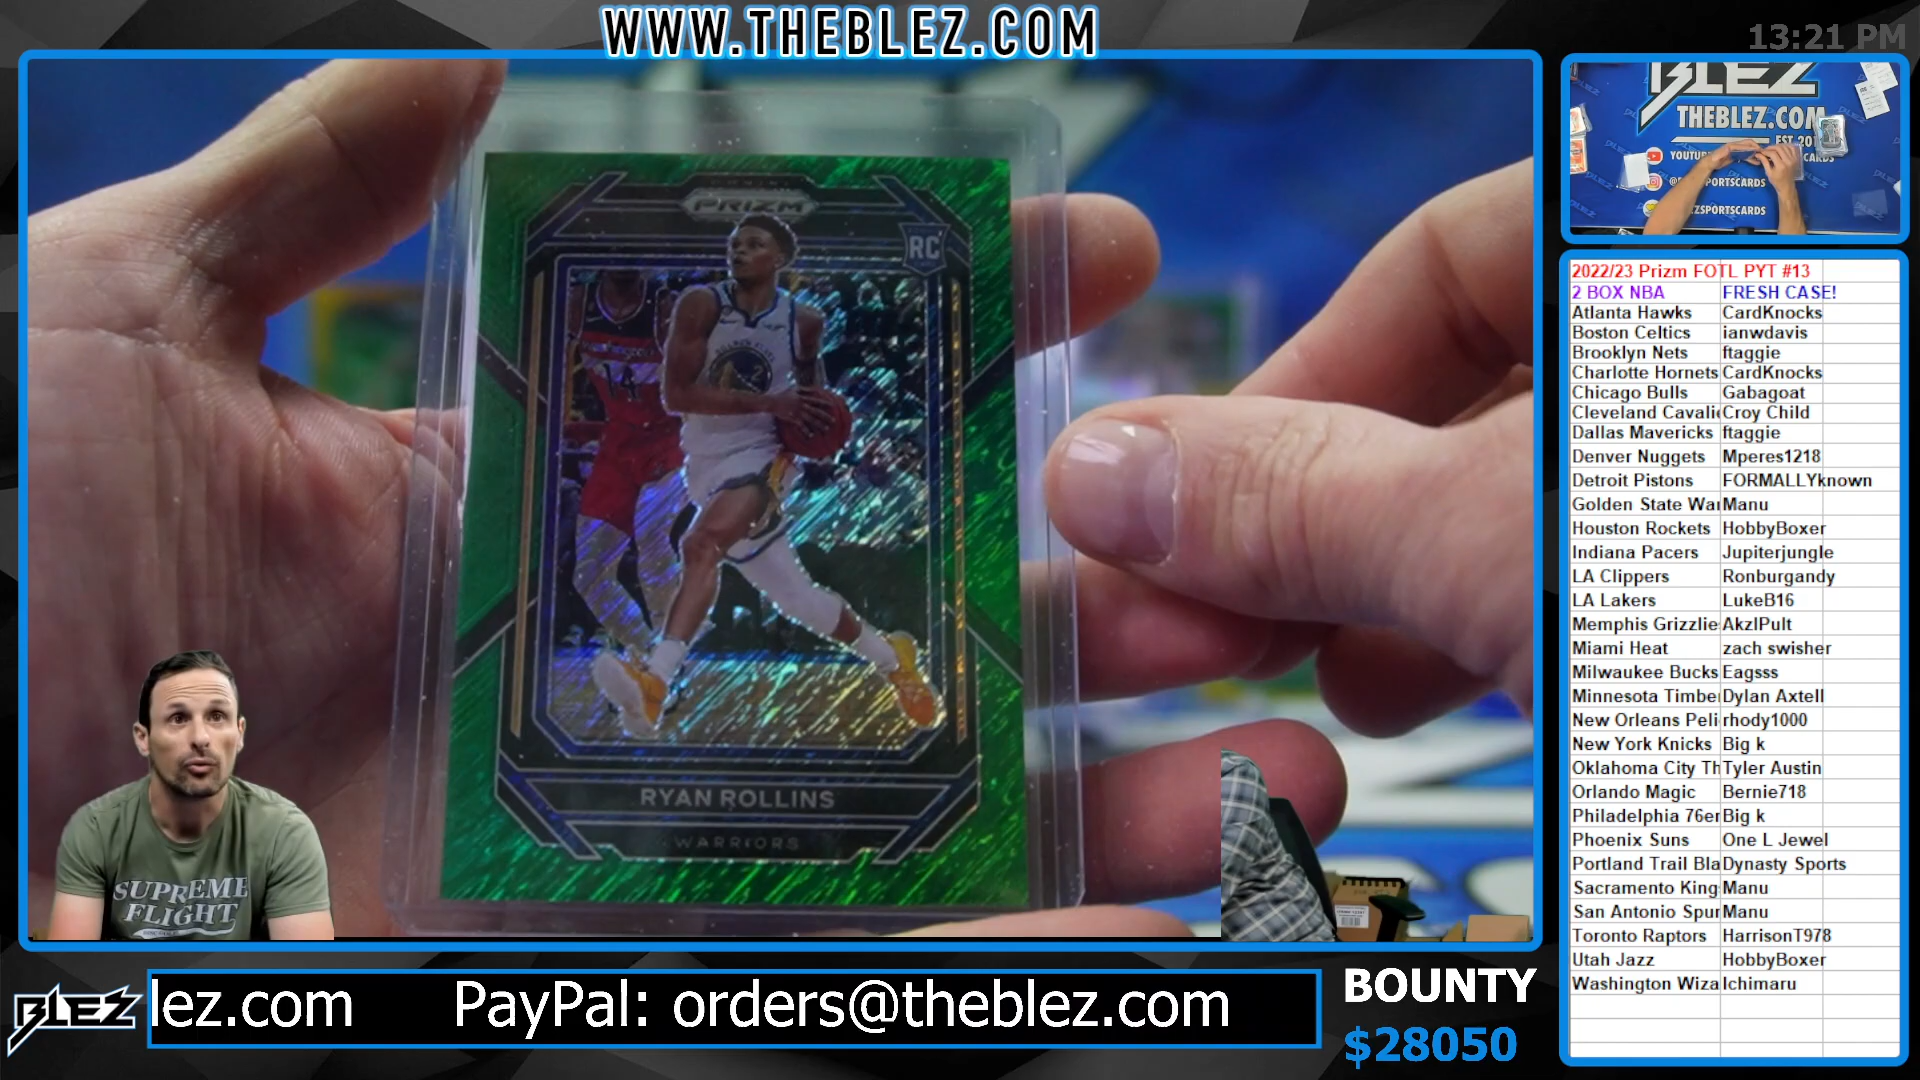 WWW.THEBLEZ.COM
13:21 PM
PRIZM
RC
14
RYAN ROLLINS
WARRIORS
SUPREME
FLIGHT
BLEZ
THEBLEZ.COM
2022/23 Prizm FOTL PYT #13
2 BOX NBA FRESH CASE!
Atlanta Hawks CardKnocks
Boston Celtics ianwdavis
Brooklyn Nets ftaggie
Charlotte Hornets CardKnocks
Chicago Bulls Gabagoat
Cleveland Cavali Croy Child
Dallas Mavericks ftaggie
Denver Nuggets Mperes1218
Detroit Pistons FORMALLYknown
Golden State War Manu
Houston Rockets HobbyBoxer
Indiana Pacers Jupiterjungle
LA Clippers Ronburgandy
LA Lakers LukeB16
Memphis Grizzlie
Miami Heat zach swisher
Milwaukee Bucks Eagsss
Minnesota Timbe Dylan Axtell
New Orleans Peli rhody1000
New York Knicks Big k
Oklahoma City Th Tyler Austin
Orlando Magic Bernie718
Philadelphia 76er Big k
Phoenix Suns One L Jewel
Portland Trail Bla Dynasty Sports
Sacramento King Manu
San Antonio Spur Manu
Toronto Raptors HarrisonT978
Utah Jazz HobbyBoxer
Washington Wiza Ichimaru
BLEZ
lez.com PayPal: orders@theblez.com
BOUNTY
$28050